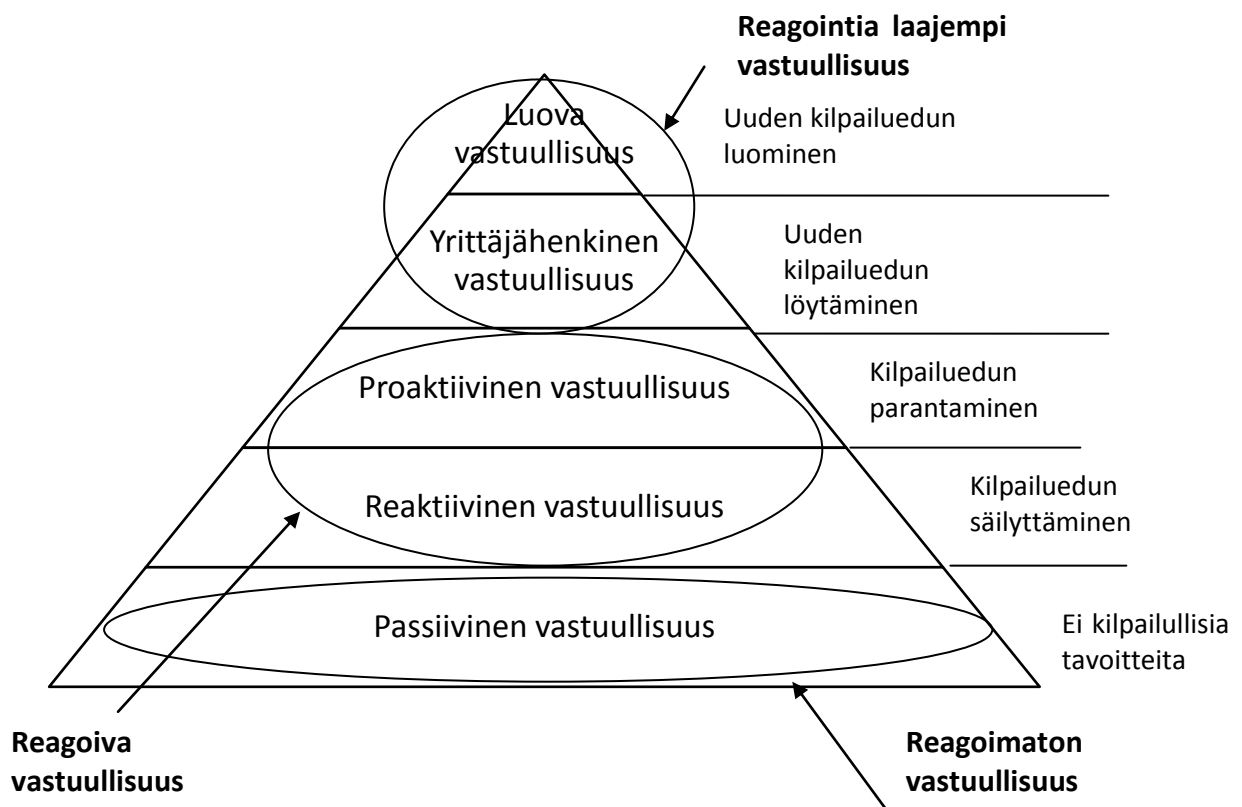 Reagointia laajempi
vastuullisuus
Luova
vastuullisuus
Uuden kilpailuedun
luominen
Yrittäjähenkinen
vastuullisuus
Uuden
kilpailuedun
löytäminen
Proaktiivinen vastuullisuus
Kilpailuedun
parantaminen
Reaktiivinen vastuullisuus
Kilpailuedun
säilyttäminen
Passiivinen vastuullisuus
Ei kilpailullisia
tavoitteita
Reagoiva
vastuullisuus
Reagoimaton
vastuullisuus